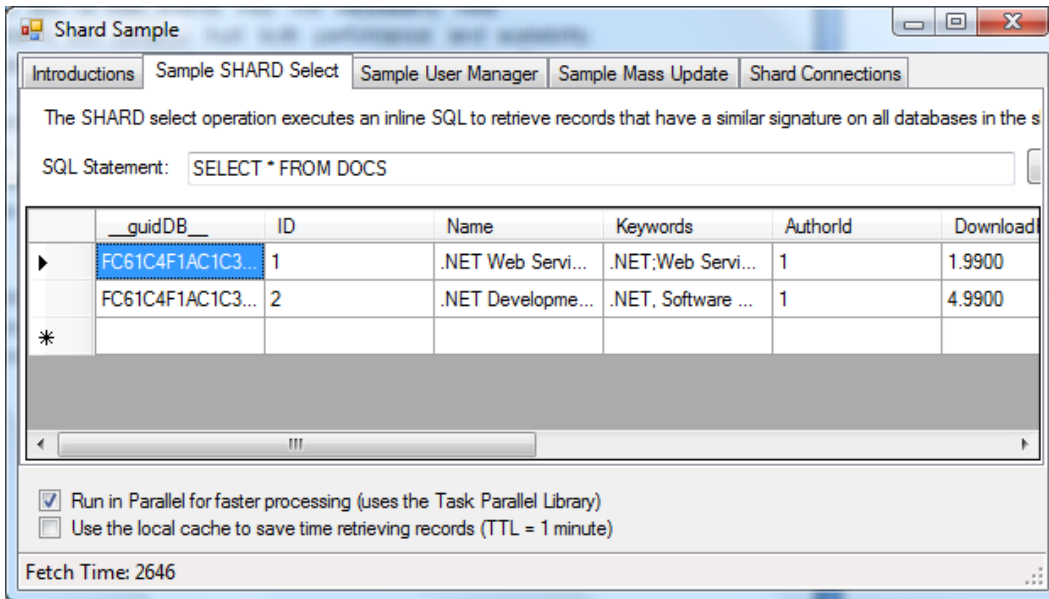 Shard Sample
Introductions Sample SHARD Select Sample User Manager Sample Mass Update Shard Connections
The SHARD select operation executes an inline SQL to retrieve records that have a similar signature on all databases in the s
SQL Statement: SELECT * FROM DOCS
__guidDB__ ID Name Keywords AuthorId Download
FC61C4F1AC1C3... 1 .NET Web Servi... .NET;Web Servi... 1 1.9900
FC61C4F1AC1C3... 2 .NET Developme... .NET, Software ... 1 4.9900
Run in Parallel for faster processing (uses the Task Parallel Library)
Use the local cache to save time retrieving records (TTL = 1 minute)
Fetch Time: 2646